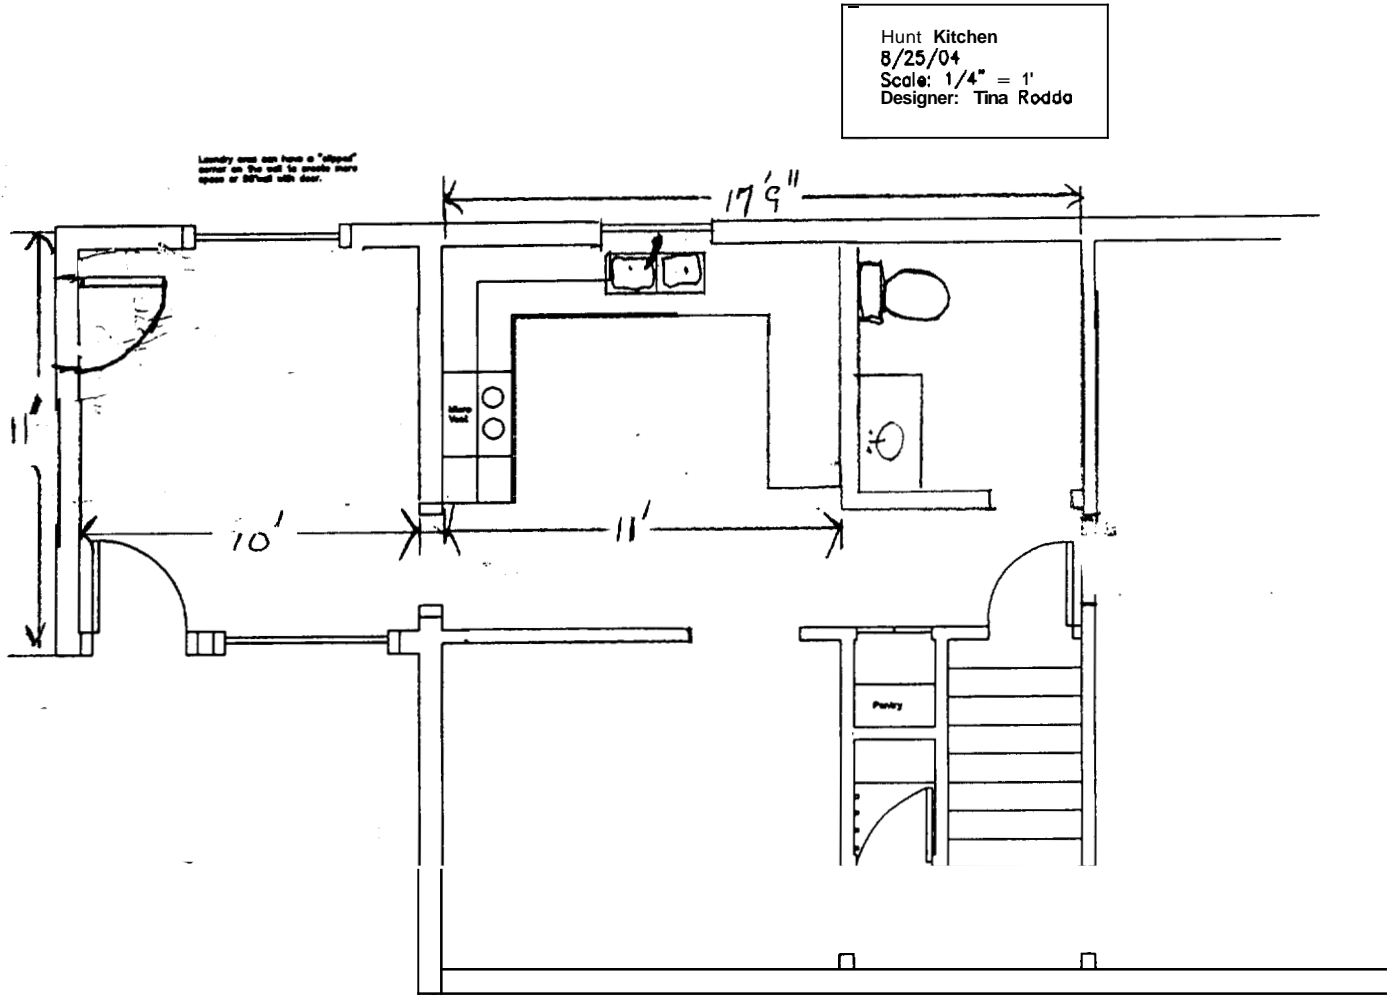 Hunt Kitchen
8/25/04
Scale: 1/4" = 1'
Designer: Tina Rodda
Laundry area can have a "clipped"
corner on the wall to create more
space or 98"wall with door.
17'9"
11'
10'
11'
Micro
Vent
Pantry